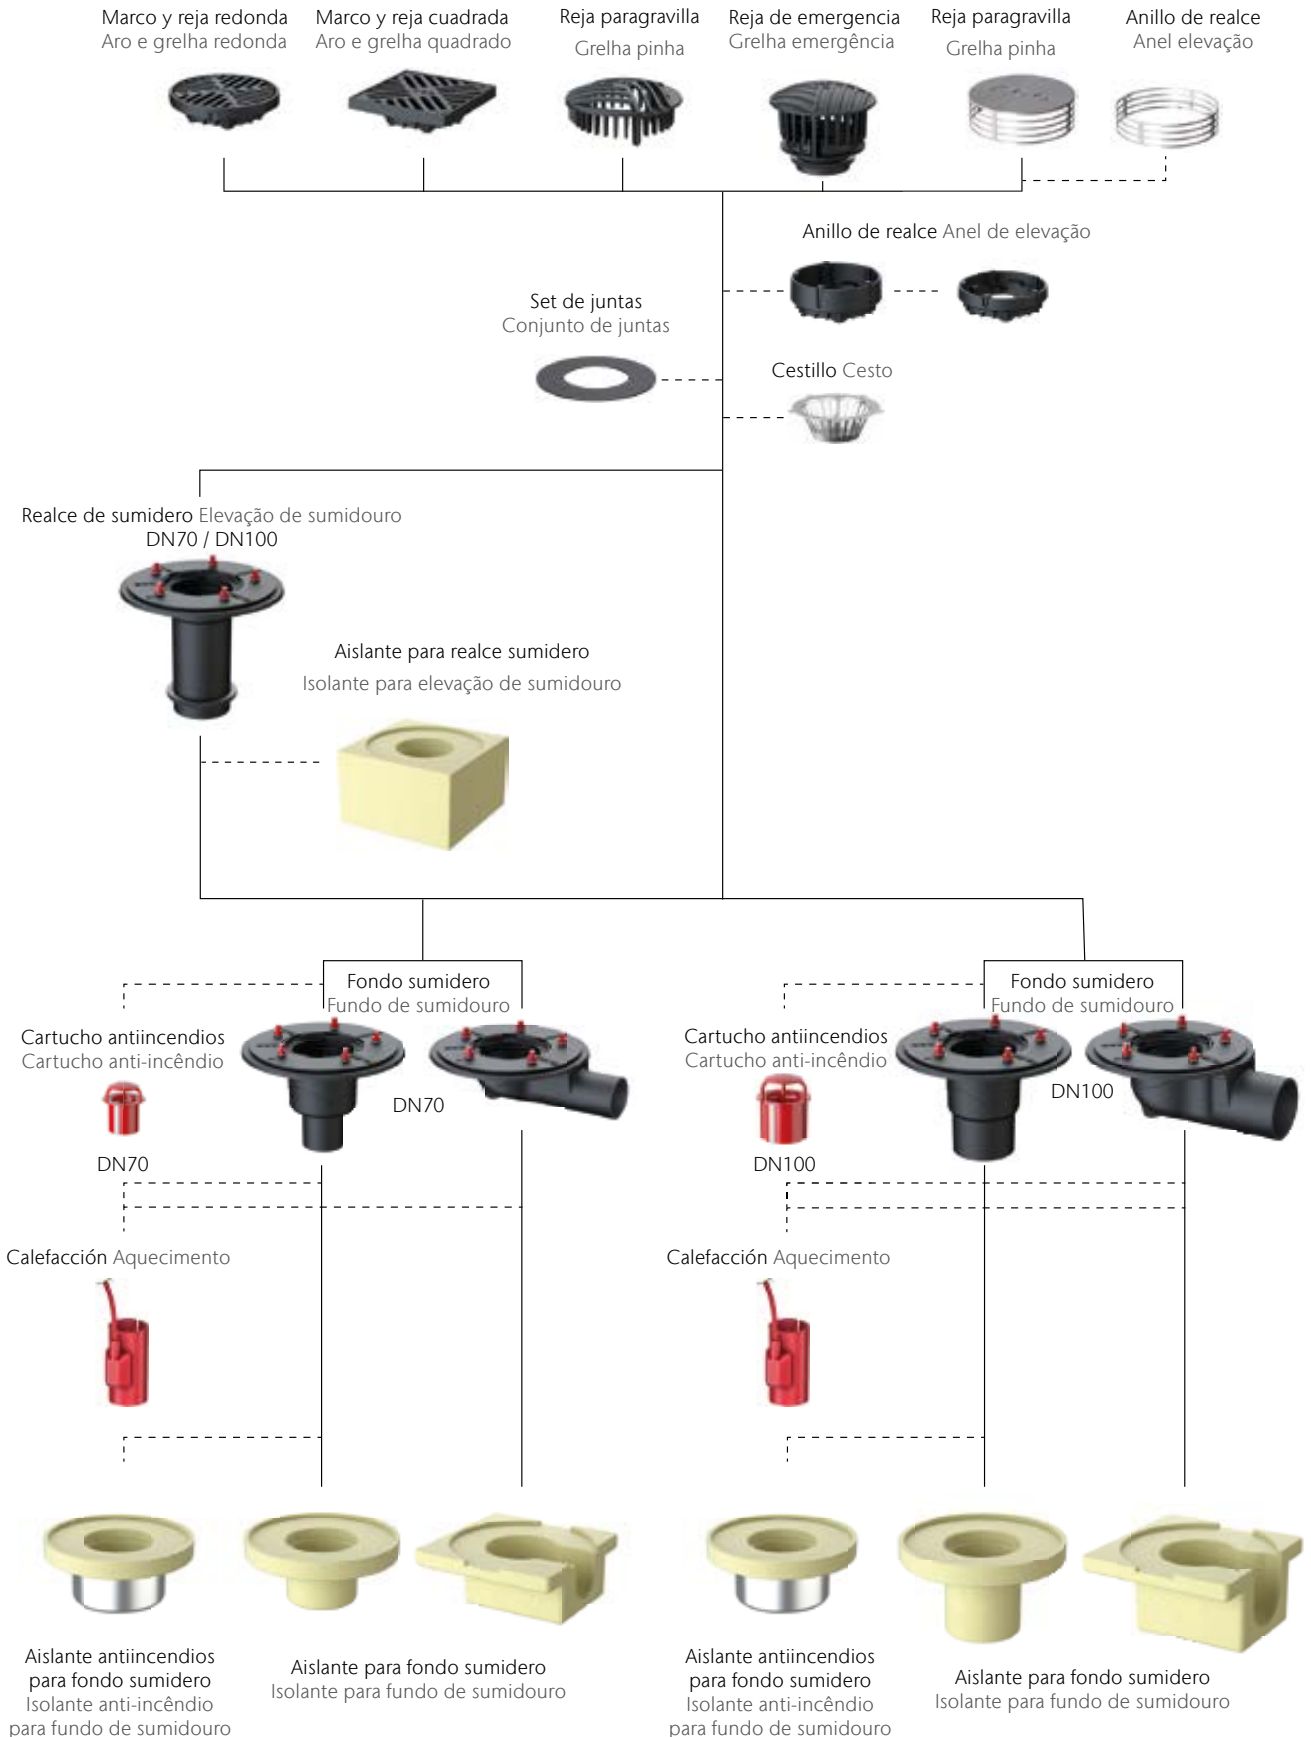 Marco y reja redonda
Aro e grelha redonda
Marco y reja cuadrada
Aro e grelha quadrado
Reja paragravilla
Grelha pinha
Reja de emergencia
Grelha emergência
Reja paragravilla
Grelha pinha
Anillo de realce
Anel elevação
Anillo de realce Anel de elevação
Set de juntas
Conjunto de juntas
Cestillo Cesto
Realce de sumidero Elevação de sumidouro
DN70 / DN100
Aislante para realce sumidero
Isolante para elevação de sumidouro
Fondo sumidero
Fundo de sumidouro
Cartucho antiincendios
Cartucho anti-incêndio
DN70
DN70
Fondo sumidero
Fundo de sumidouro
Cartucho antiincendios
Cartucho anti-incêndio
DN100
DN100
Calefacción Aquecimento
Calefacción Aquecimento
Aislante antiincendios
para fondo sumidero
Isolante anti-incêndio
para fundo de sumidouro
Aislante para fondo sumidero
Isolante para fundo de sumidouro
Aislante antiincendios
para fondo sumidero
Isolante anti-incêndio
para fundo de sumidouro
Aislante para fondo sumidero
Isolante para fundo de sumidouro